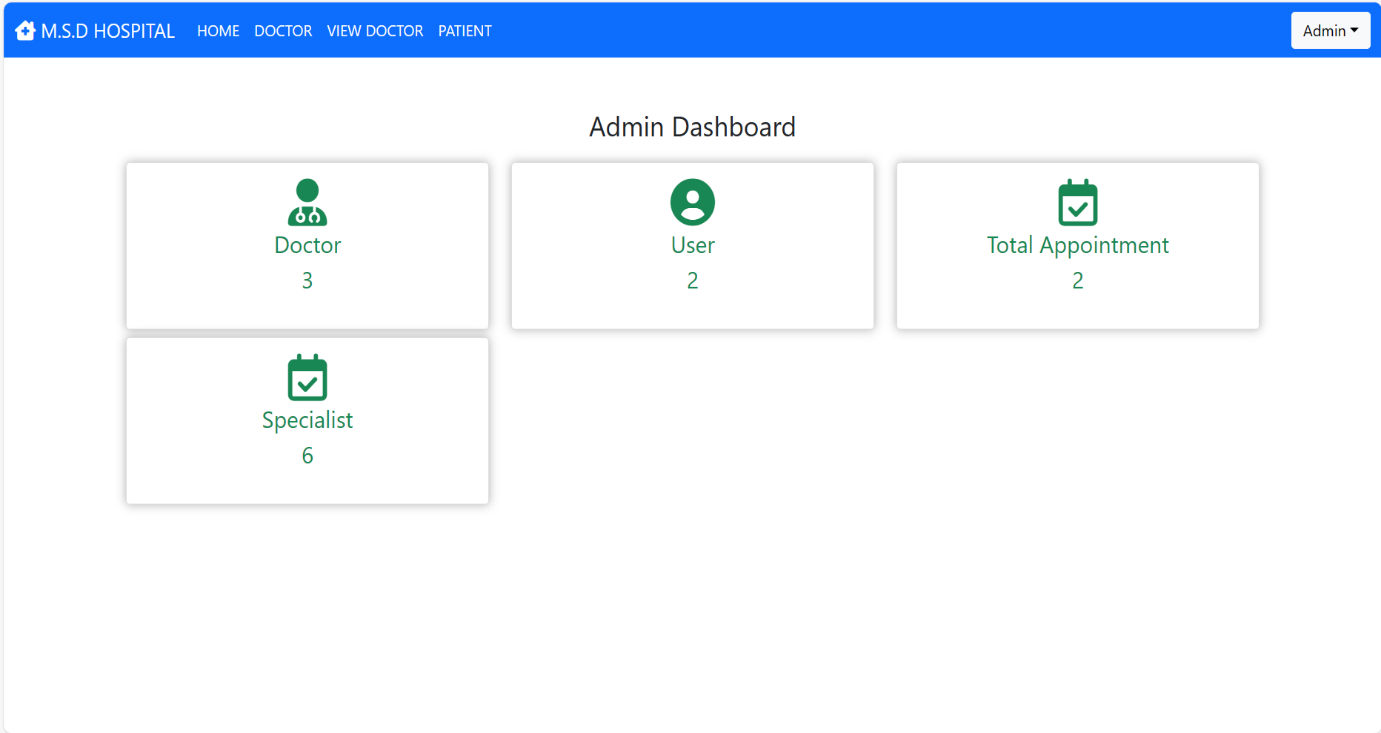 M.S.D HOSPITAL HOME DOCTOR VIEW DOCTOR PATIENT Admin
Admin Dashboard
Doctor
3
User
2
Total Appointment
2
Specialist
6